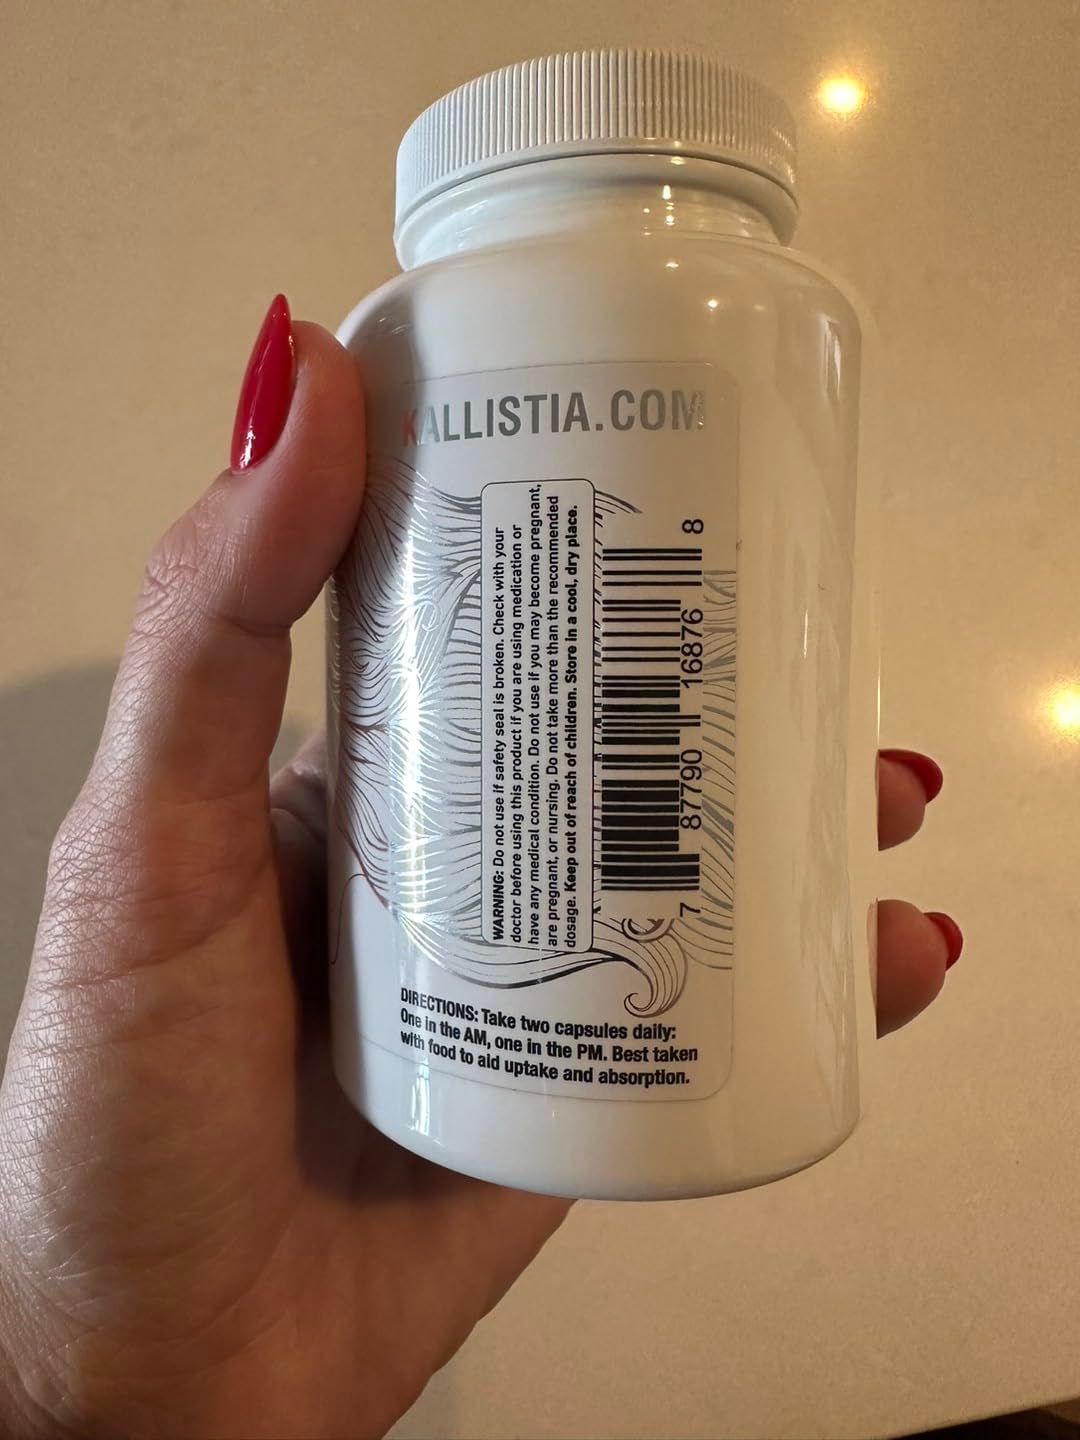 KALLISTIA.COM
WARNING: Do not use if safety seal is broken. Check with your
doctor before using this product if you are using medication or
have any medical condition. Do not use if you may become pregnant,
are pregnant, or nursing. Do not take more than the recommended
dosage. Keep out of reach of children. Store in a cool, dry place.
7 87790 16876 8
DIRECTIONS: Take two capsules daily:
One in the AM, one in the PM. Best taken
with food to aid uptake and absorption.